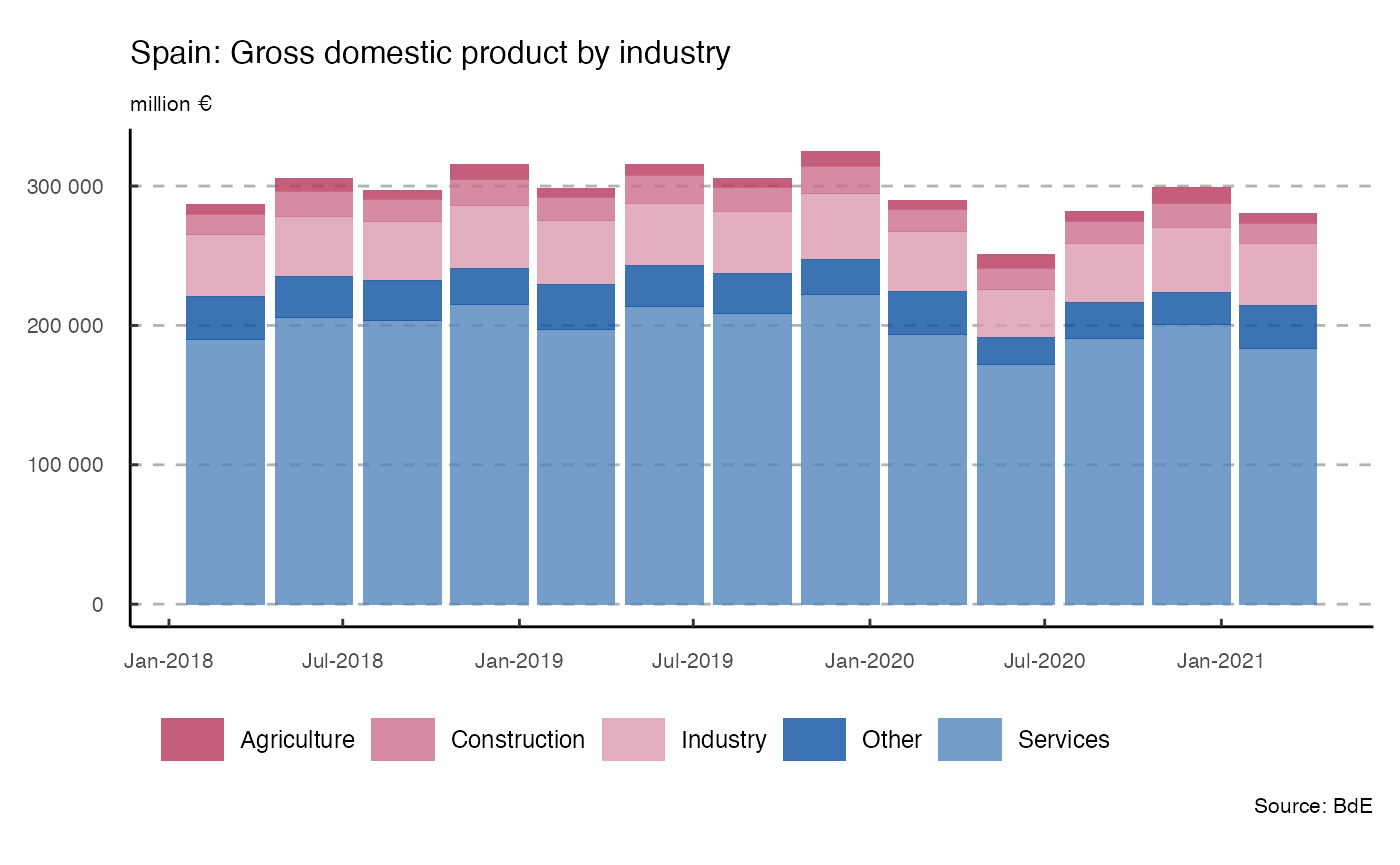 Spain: Gross domestic product by industry
million €
300 000
200 000
100 000
0
Jan-2018 Jul-2018 Jan-2019 Jul-2019 Jan-2020 Jul-2020 Jan-2021
Agriculture Construction Industry Other Services
Source: BdE